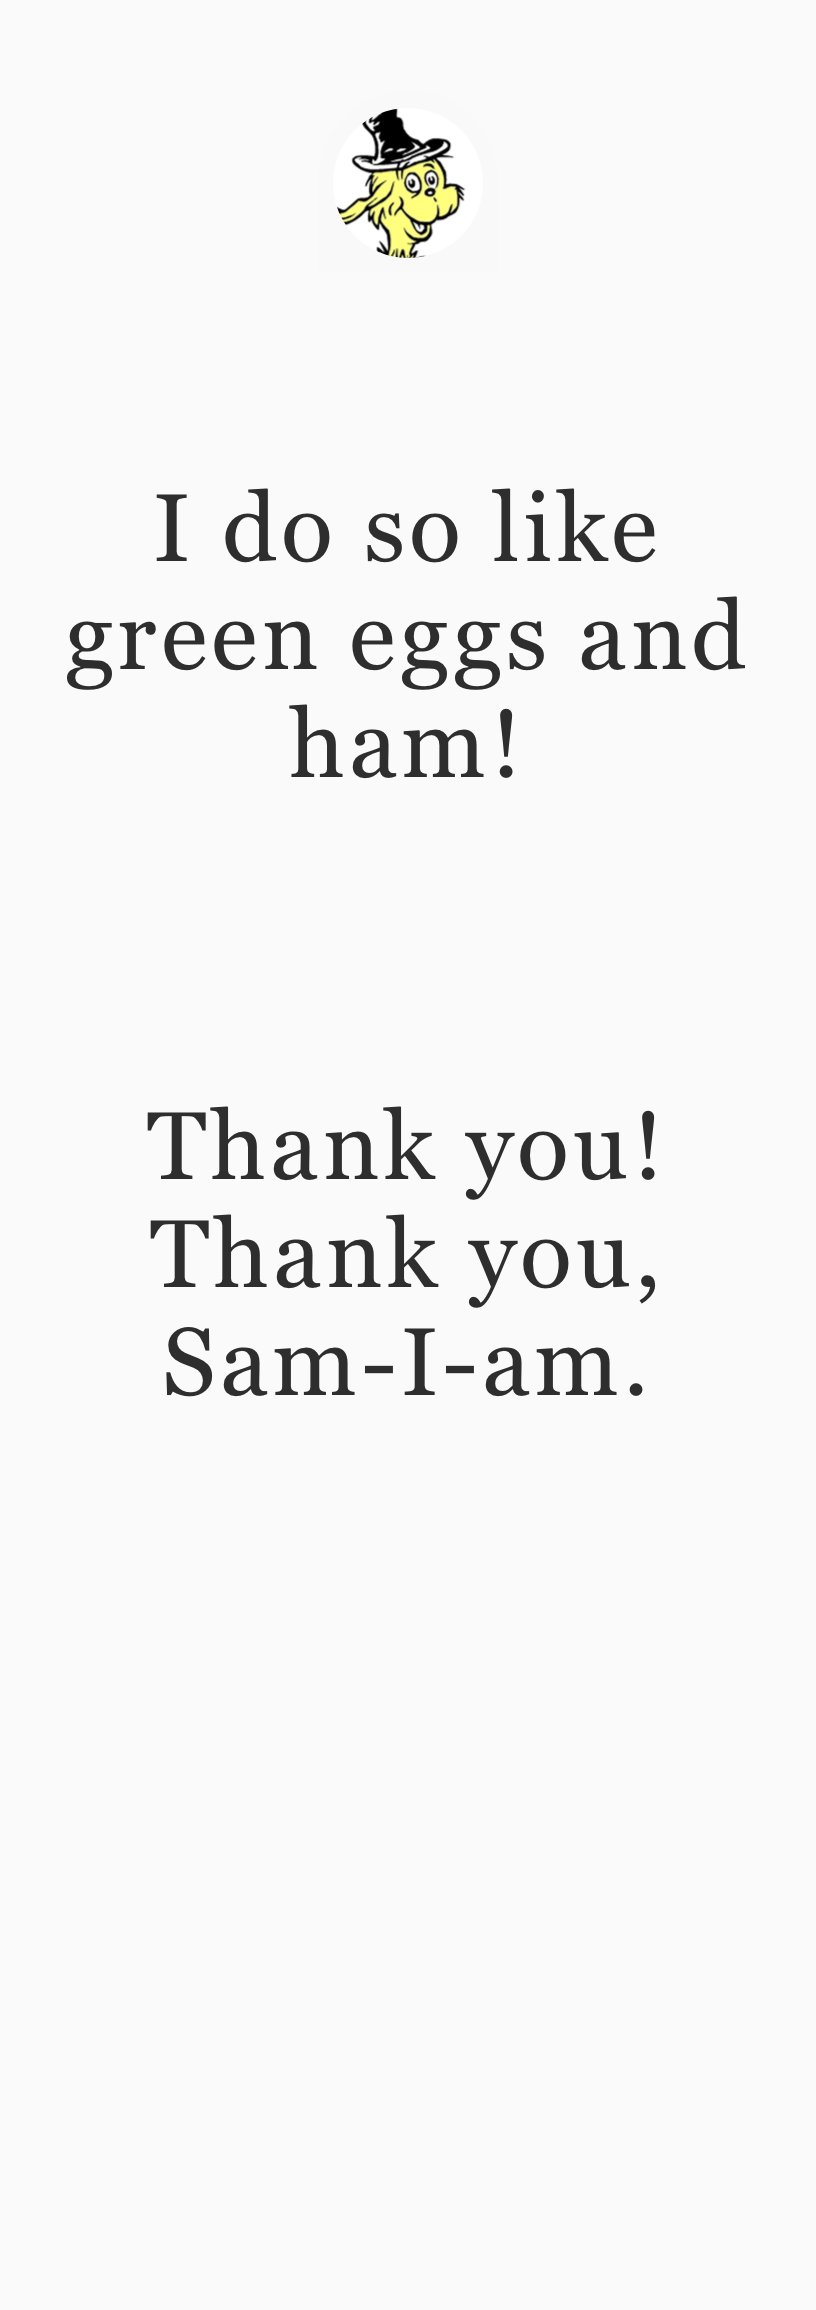 I do so like
green eggs and
ham!
Thank you!
Thank you,
Sam-I-am.